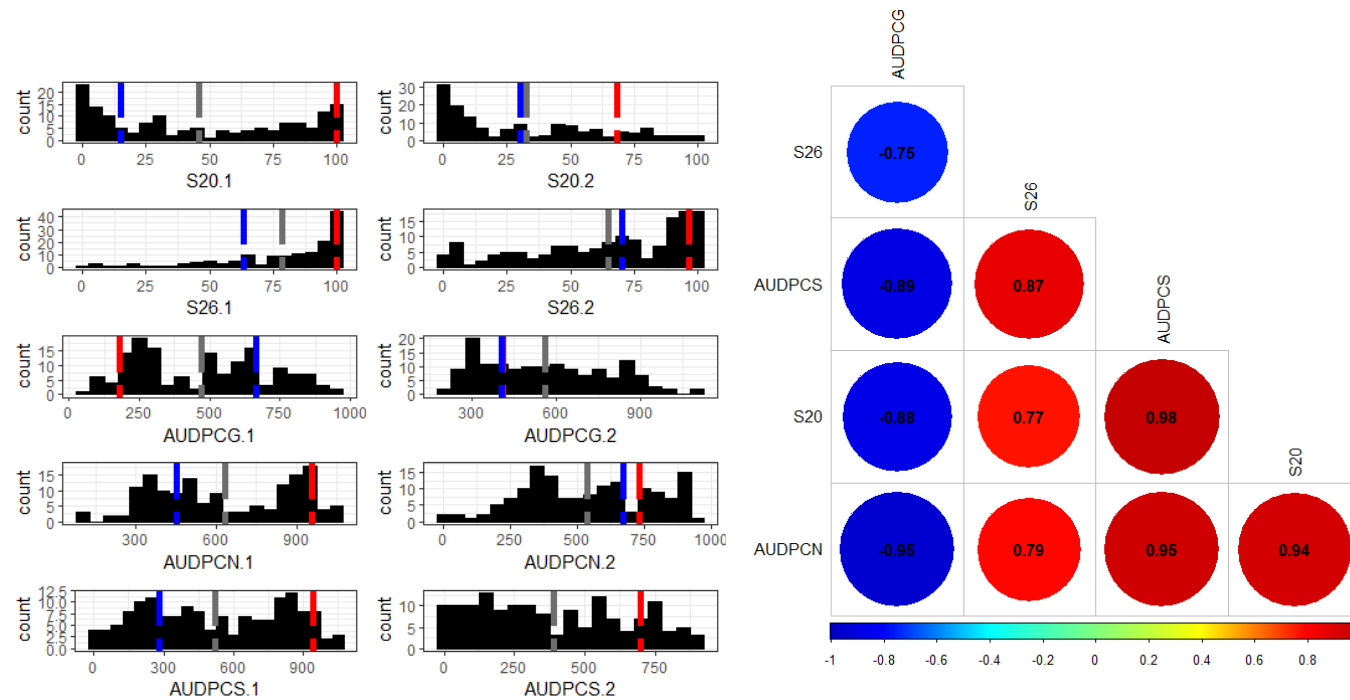 count
20
15
10
5
0
0 25 50 75 100
S20.1
count
30
20
10
0
0 25 50 75 100
S20.2
count
40
30
20
10
0
0 25 50 75 100
S26.1
count
15
10
5
0
0 25 50 75 100
S26.2
count
15
10
5
0
0 250 500 750 1000
AUDPCG.1
count
20
15
10
5
0
300 600 900
AUDPCG.2
count
15
10
5
0
300 600 900
AUDPCN.1
count
15
10
5
0
0 250 500 750 1000
AUDPCN.2
count
12.5
10.0
7.5
5.0
2.5
0.0
0 300 600 900
AUDPCS.1
count
10
5
0
0 250 500 750
AUDPCS.2
AUDPCG
S26 -0.75
S26
AUDPCS -0.89 0.87
AUDPCS
S20 -0.88 0.77 0.98
S20
AUDPCN -0.95 0.79 0.95 0.94
-1 -0.8 -0.6 -0.4 -0.2 0 0.2 0.4 0.6 0.8